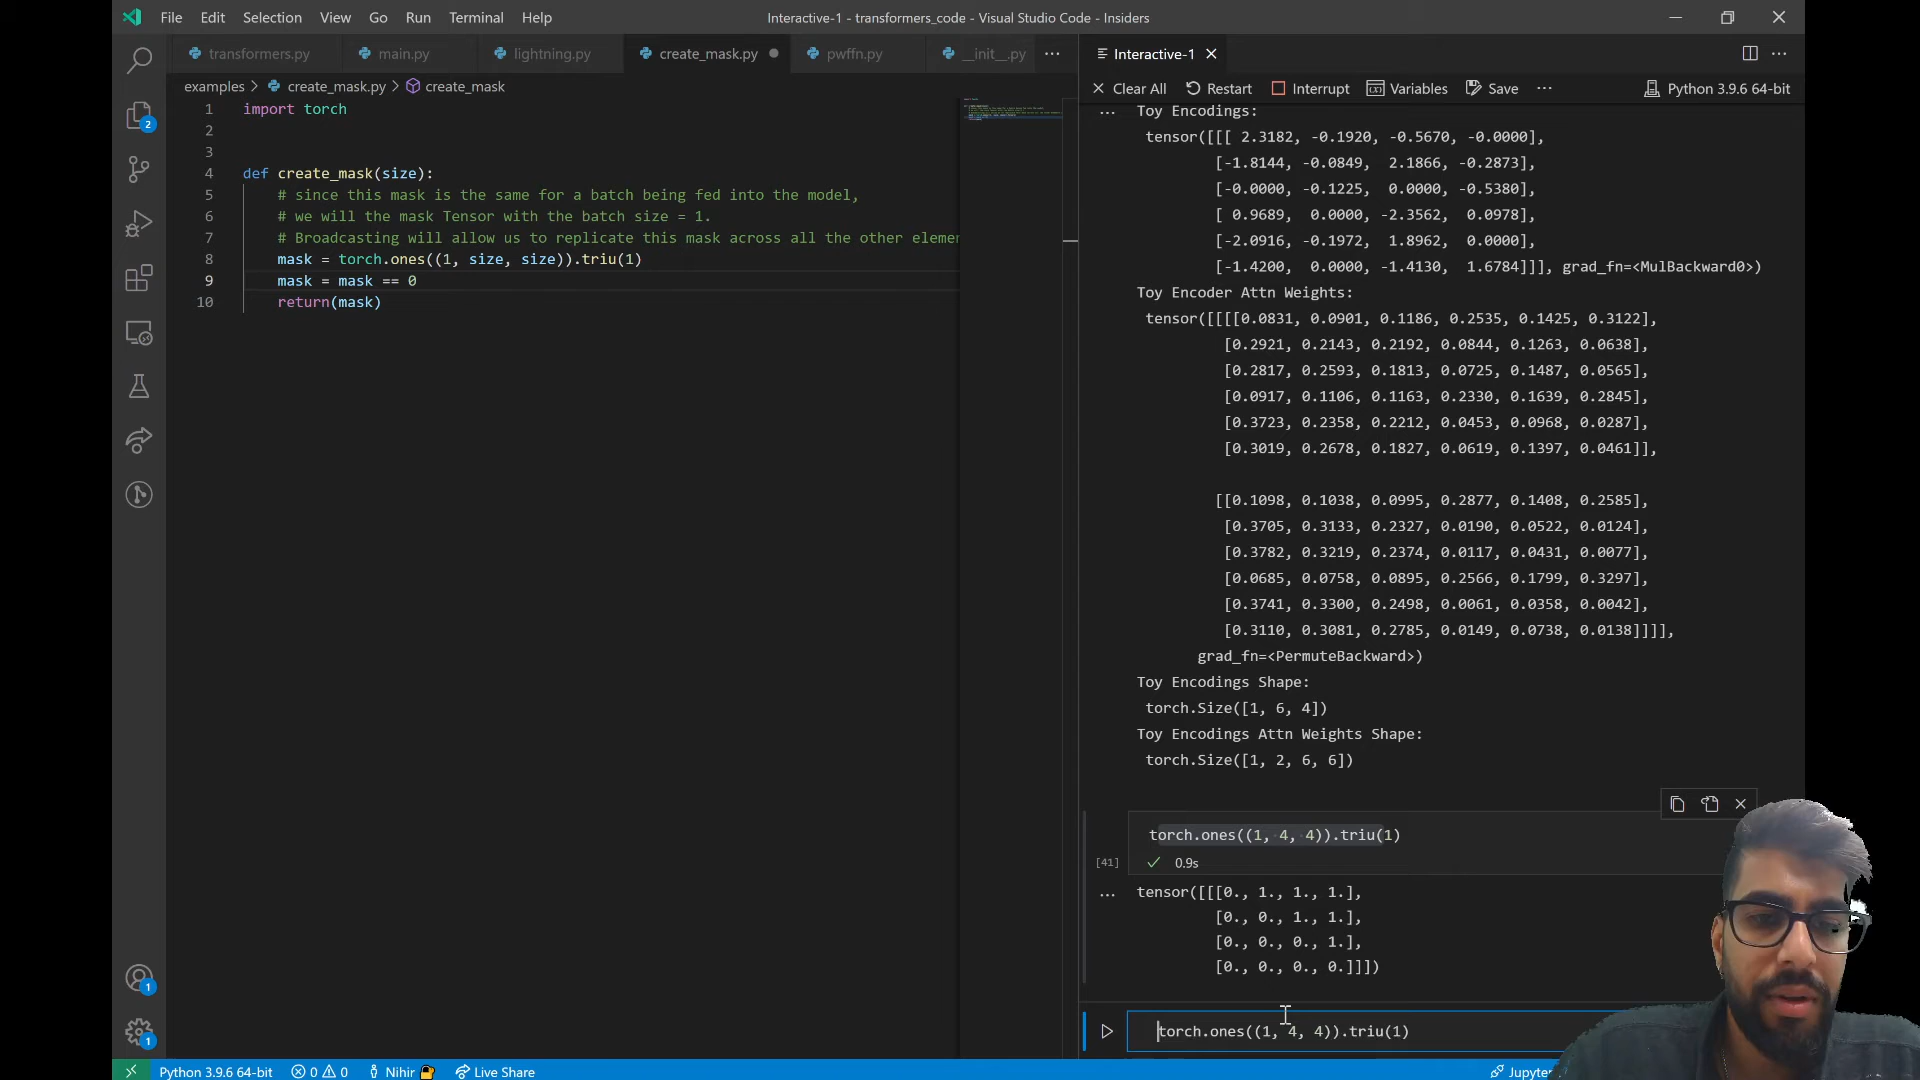 File Edit Selection View Go Run Terminal Help
Interactive-1 - transformers_code - Visual Studio Code - Insiders
transformers.py main.py lightning.py create_mask.py pwffn.py __init__.py ...
examples > create_mask.py > create_mask
1 import torch
2
3
4 def create_mask(size):
5 # since this mask is the same for a batch being fed into the model,
6 # we will the mask Tensor with the batch size = 1.
7 # Broadcasting will allow us to replicate this mask across all the other elemen
8 mask = torch.ones((1, size, size)).triu(1)
9 mask = mask == 0
10 return(mask)
2
1
1
Interactive-1
Clear All Restart Interrupt Variables Save ... Python 3.9.6 64-bit
Toy Encodings:
tensor([[[ 2.3182, -0.1920, -0.5670, -0.0000],
[-1.8144, -0.0849, 2.1866, -0.2873],
[-0.0000, -0.1225, 0.0000, -0.5380],
[ 0.9689, 0.0000, -2.3562, 0.0978],
[-2.0916, -0.1972, 1.8962, 0.0000],
[-1.4200, 0.0000, -1.4130, 1.6784]]], grad_fn=<MulBackward0>)
Toy Encoder Attn Weights:
tensor([[[[0.0831, 0.0901, 0.1186, 0.2535, 0.1425, 0.3122],
[0.2921, 0.2143, 0.2192, 0.0844, 0.1263, 0.0638],
[0.2817, 0.2593, 0.1813, 0.0725, 0.1487, 0.0565],
[0.0917, 0.1106, 0.1163, 0.2330, 0.1639, 0.2845],
[0.3723, 0.2358, 0.2212, 0.0453, 0.0968, 0.0287],
[0.3019, 0.2678, 0.1827, 0.0619, 0.1397, 0.0461]],
[[0.1098, 0.1038, 0.0995, 0.2877, 0.1408, 0.2585],
[0.3705, 0.3133, 0.2327, 0.0190, 0.0522, 0.0124],
[0.3782, 0.3219, 0.2374, 0.0117, 0.0431, 0.0077],
[0.0685, 0.0758, 0.0895, 0.2566, 0.1799, 0.3297],
[0.3741, 0.3300, 0.2498, 0.0061, 0.0358, 0.0042],
[0.3110, 0.3081, 0.2785, 0.0149, 0.0738, 0.0138]]]],
grad_fn=<PermuteBackward>)
Toy Encodings Shape:
torch.Size([1, 6, 4])
Toy Encodings Attn Weights Shape:
torch.Size([1, 2, 6, 6])
torch.ones((1, 4, 4)).triu(1)
[41] 0.9s
tensor([[[0., 1., 1., 1.],
[0., 0., 1., 1.],
[0., 0., 0., 1.],
[0., 0., 0., 0.]]])
torch.ones((1, 4, 4)).triu(1)
Python 3.9.6 64-bit 0 0 Nihir Live Share